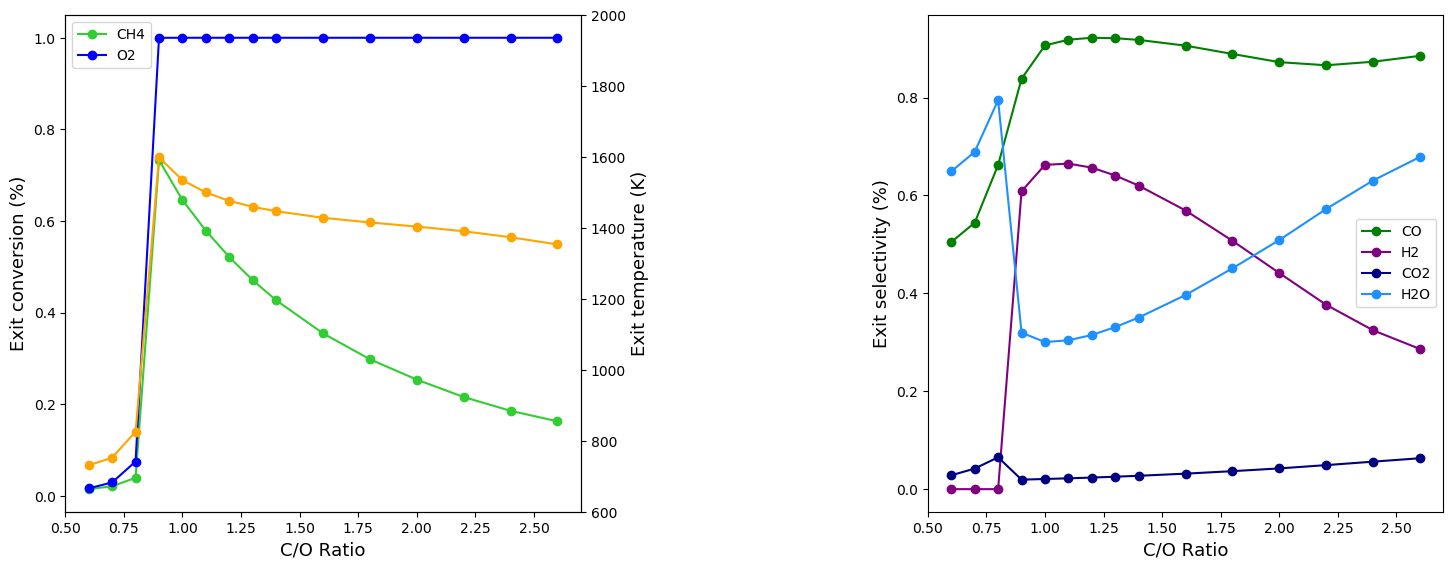 CH4
O2
Exit conversion (%)
1.0
0.8
0.6
0.4
0.2
0.0
0.50 0.75 1.00 1.25 1.50 1.75 2.00 2.25 2.50
C/O Ratio
2000
1800
1600
1400
1200
1000
800
600
Exit temperature (K)
Exit selectivity (%)
0.8
0.6
0.4
0.2
0.0
CO
H2
CO2
H2O
0.50 0.75 1.00 1.25 1.50 1.75 2.00 2.25 2.50
C/O Ratio